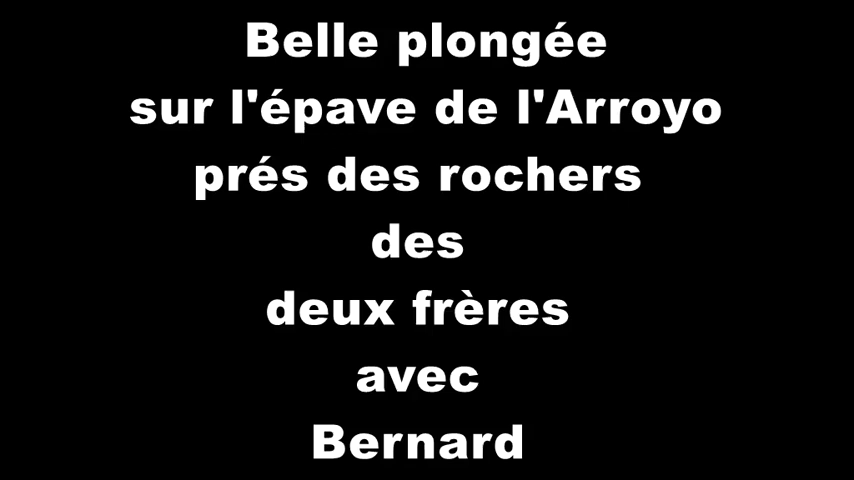 Belle plongée
sur l'épave de l'Arroyo
prés des rochers
des
deux frères
avec
Bernard